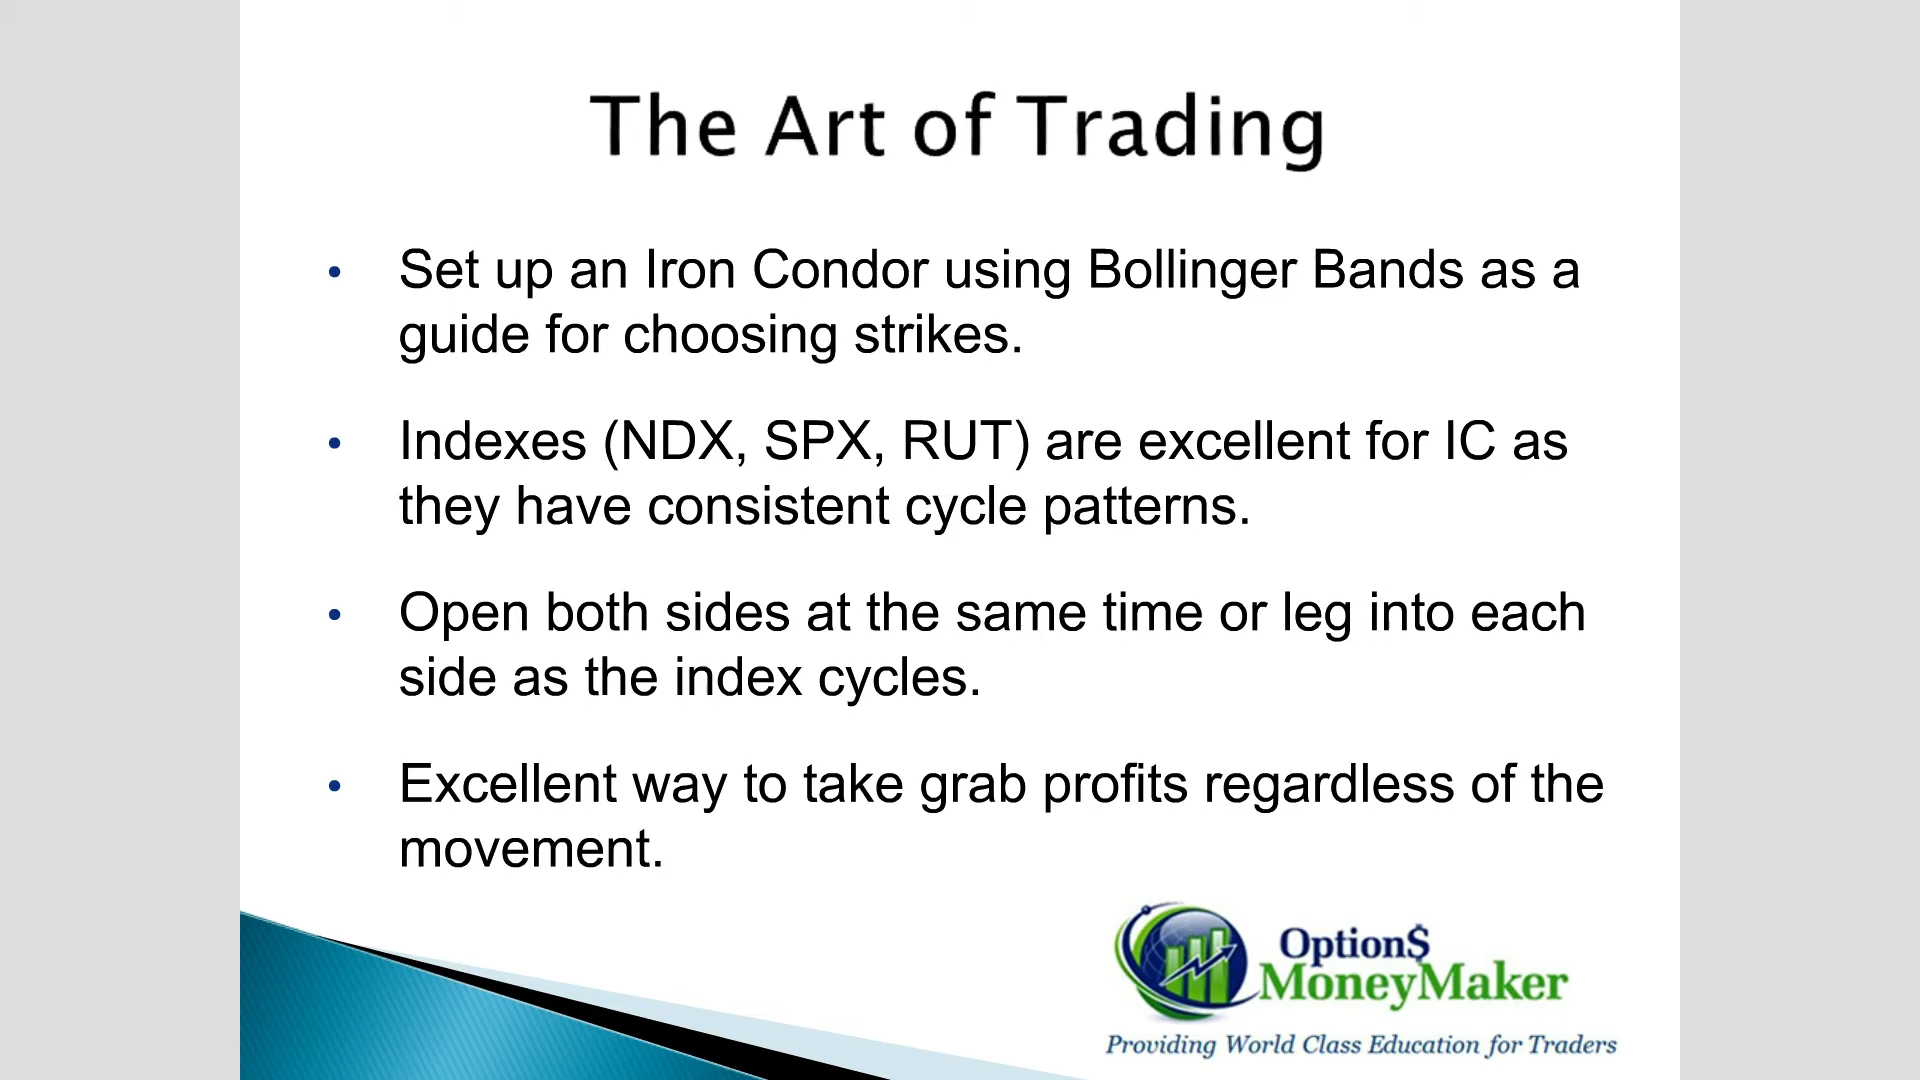 The Art of Trading
• Set up an Iron Condor using Bollinger Bands as a
guide for choosing strikes.
• Indexes (NDX, SPX, RUT) are excellent for IC as
they have consistent cycle patterns.
• Open both sides at the same time or leg into each
side as the index cycles.
• Excellent way to take grab profits regardless of the
movement.
Option$
MoneyMaker
Providing World Class Education for Traders